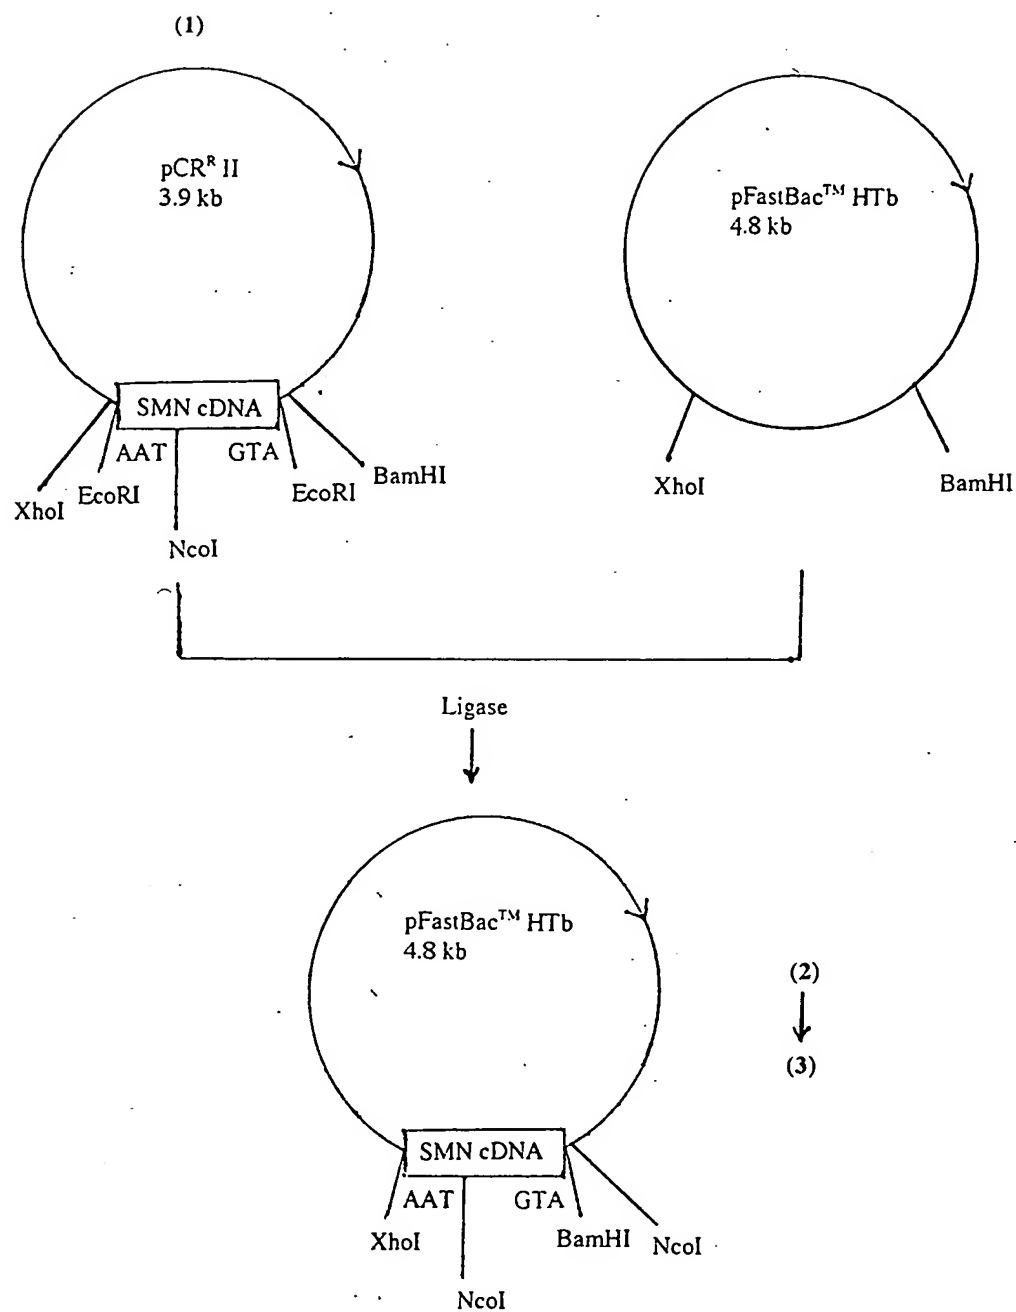 (1)
pCRᴿ II
3.9 kb
pFastBac™ HTb
4.8 kb
SMN cDNA
AAT
GTA
XhoI
EcoRI
NcoI
EcoRI
BamHI
XhoI
BamHI
Ligase
pFastBac™ HTb
4.8 kb
(2)
(3)
SMN cDNA
AAT
GTA
XhoI
NcoI
BamHI
NcoI